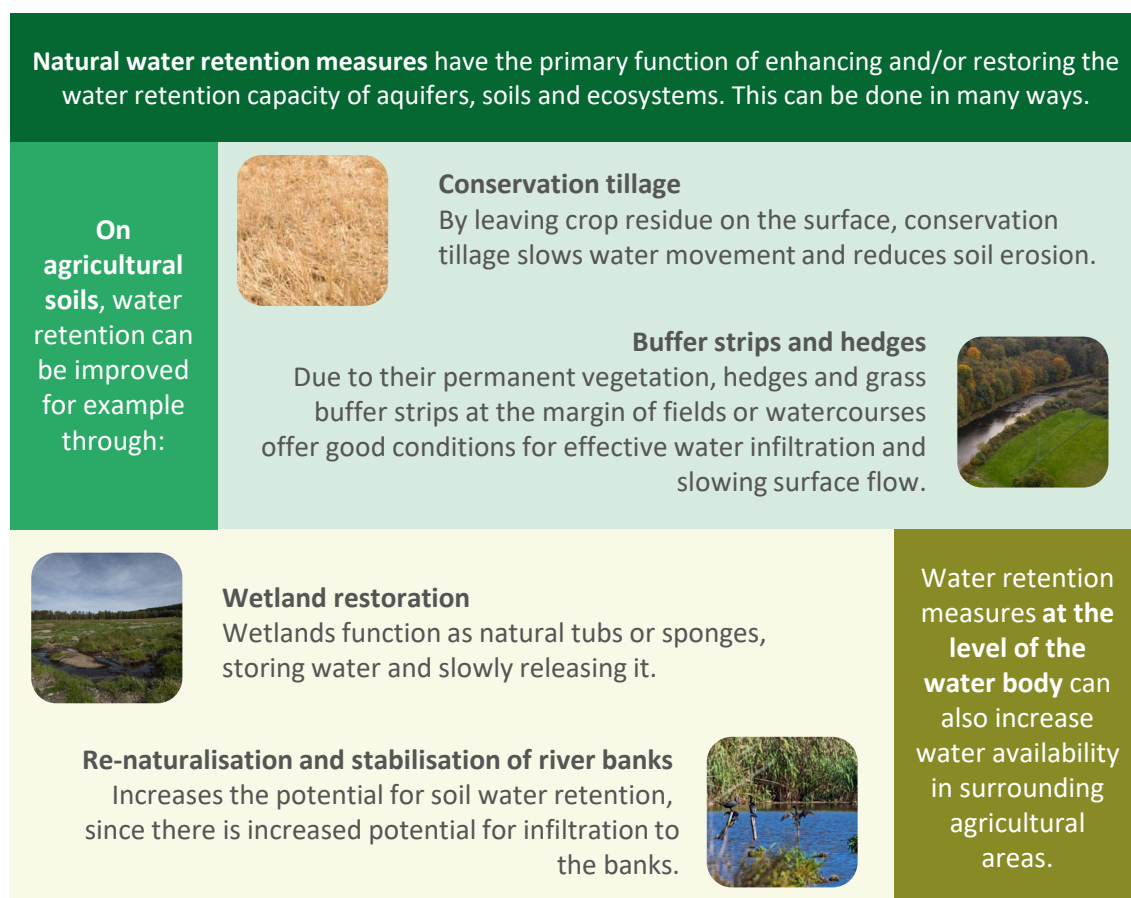 Natural water retention measures have the primary function of enhancing and/or restoring the
water retention capacity of aquifers, soils and ecosystems. This can be done in many ways.
On
agricultural
soils, water
retention can
be improved
for example
through:
Conservation tillage
By leaving crop residue on the surface, conservation
tillage slows water movement and reduces soil erosion.
Buffer strips and hedges
Due to their permanent vegetation, hedges and grass
buffer strips at the margin of fields or watercourses
offer good conditions for effective water infiltration and
slowing surface flow.
Wetland restoration
Wetlands function as natural tubs or sponges,
storing water and slowly releasing it.
Re-naturalisation and stabilisation of river banks
Increases the potential for soil water retention,
since there is increased potential for infiltration to
the banks.
Water retention
measures at the
level of the
water body can
also increase
water availability
in surrounding
agricultural
areas.